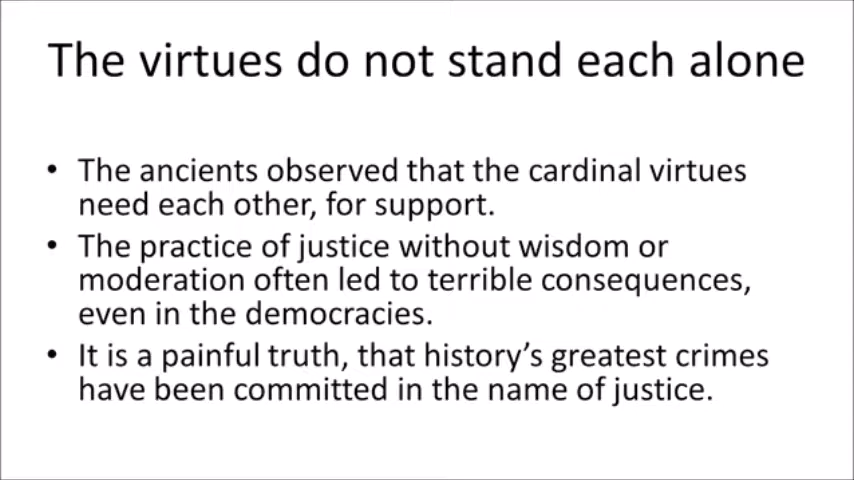 The virtues do not stand each alone
• The ancients observed that the cardinal virtues
need each other, for support.
• The practice of justice without wisdom or
moderation often led to terrible consequences,
even in the democracies.
• It is a painful truth, that history’s greatest crimes
have been committed in the name of justice.